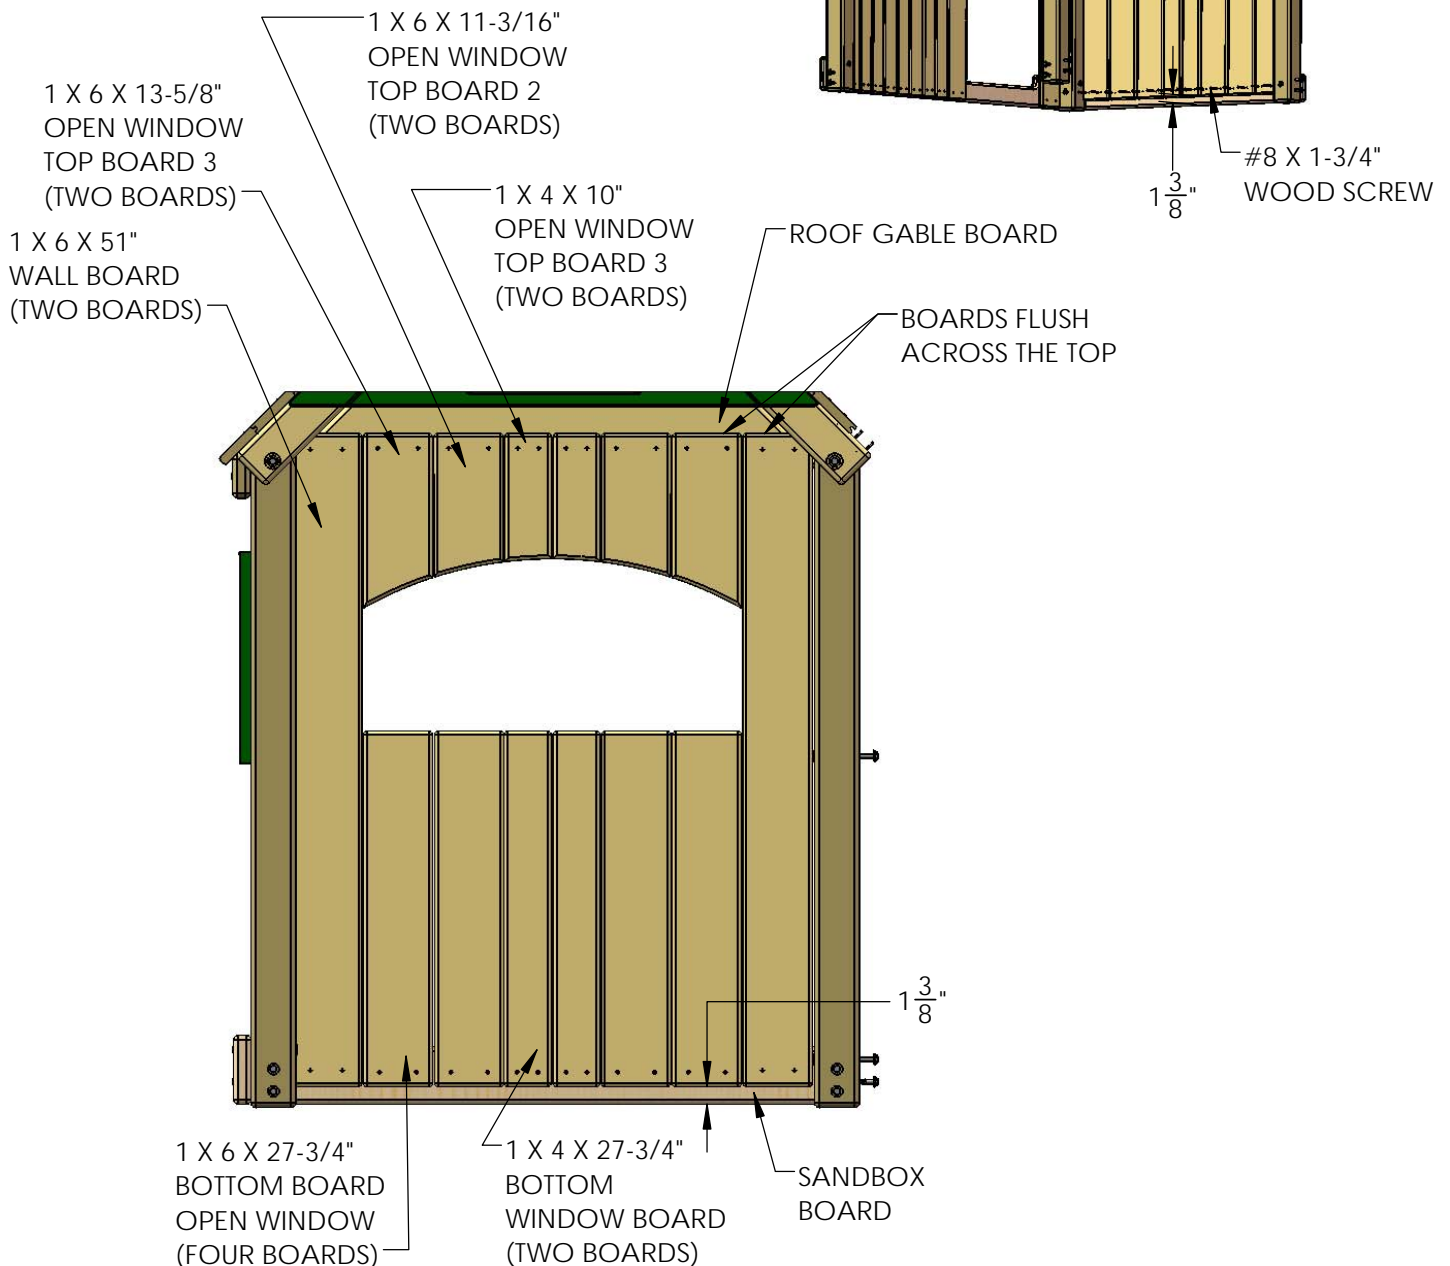 1 X 6 X 11-3/16"
OPEN WINDOW
TOP BOARD 2
(TWO BOARDS)
1 X 6 X 13-5/8"
OPEN WINDOW
TOP BOARD 3
(TWO BOARDS)
#8 X 1-3/4"
WOOD SCREW
1 3/8"
1 X 4 X 10"
OPEN WINDOW
TOP BOARD 3
(TWO BOARDS)
ROOF GABLE BOARD
1 X 6 X 51"
WALL BOARD
(TWO BOARDS)
BOARDS FLUSH
ACROSS THE TOP
1 3/8"
1 X 6 X 27-3/4"
BOTTOM BOARD
OPEN WINDOW
(FOUR BOARDS)
1 X 4 X 27-3/4"
BOTTOM
WINDOW BOARD
(TWO BOARDS)
SANDBOX
BOARD